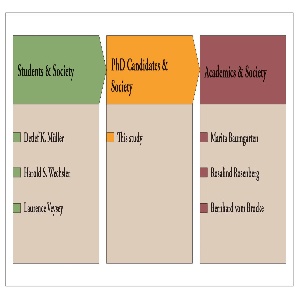 Students & Society
PhD Candidates &
Society
Academics & Society
Detlef K. Müller
Harold S. Wechsler
Laurence Veysey
This study
Marita Baumgarten
Rosalind Rosenberg
Bernhard vom Brocke